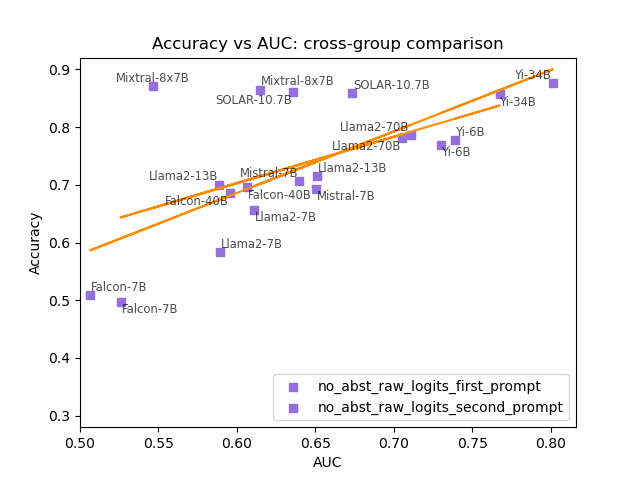 Accuracy vs AUC: cross-group comparison
0.9
0.8
0.7
0.6
0.5
0.4
0.3
Accuracy
Mixtral-8x7B
Mixtral-8x7B
SOLAR-10.7B
SOLAR-10.7B
Yi-34B
Yi-34B
Llama2-70B
Llama2-70B
Yi-6B
Yi-6B
Llama2-13B
Mistral-7B
Llama2-13B
Falcon-40B
Falcon-40B
Mistral-7B
Llama2-7B
Llama2-7B
Falcon-7B
Falcon-7B
no_abst_raw_logits_first_prompt
no_abst_raw_logits_second_prompt
0.50
0.55
0.60
0.65
0.70
0.75
0.80
AUC